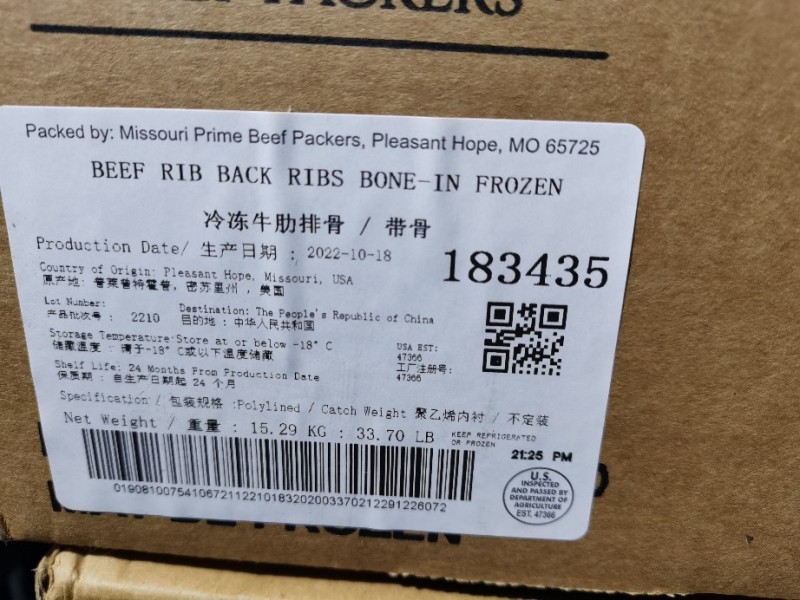 PACKERS
Packed by: Missouri Prime Beef Packers, Pleasant Hope, MO 65725
BEEF RIB BACK RIBS BONE-IN FROZEN
冷冻牛肋排骨 / 带骨
Production Date/ 生产日期 : 2022-10-18
183435
Country of Origin: Pleasant Hope, Missouri, USA
原产地: 普莱普特霍普, 密苏里州 , 美国
Lot Number:
产品批次号 : 2210
Destination: The People's Republic of China
目的地 : 中华人民共和国
Storage Temperature:Store at or below -18° C
储藏温度 : 于-18° C或以下温度储藏
USA EST:
47366
工厂注册号:
47366
Shelf Life: 24 Months From Production Date
保质期 : 自生产日期起 24 个月
Specification / 包装规格 :Polylined / Catch Weight 聚乙烯内衬 / 不定装
Net Weight / 重量 : 15.29 KG : 33.70 LB
KEEP REFRIGERATED
OR FROZEN
21:25 PM
01908100754106721122101832020033702122912 26072
U.S.
INSPECTED
AND PASSED BY
DEPARTMENT OF
AGRICULTURE
EST. 47366